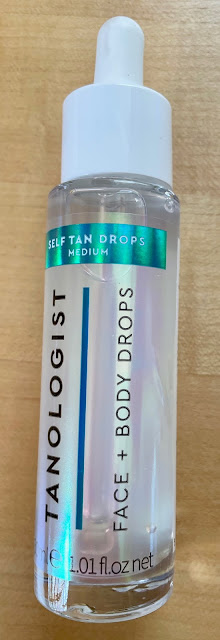 SELF TAN DROPS
MEDIUM
TANOLOGIST
FACE + BODY DROPS
1.01 fl.oz net